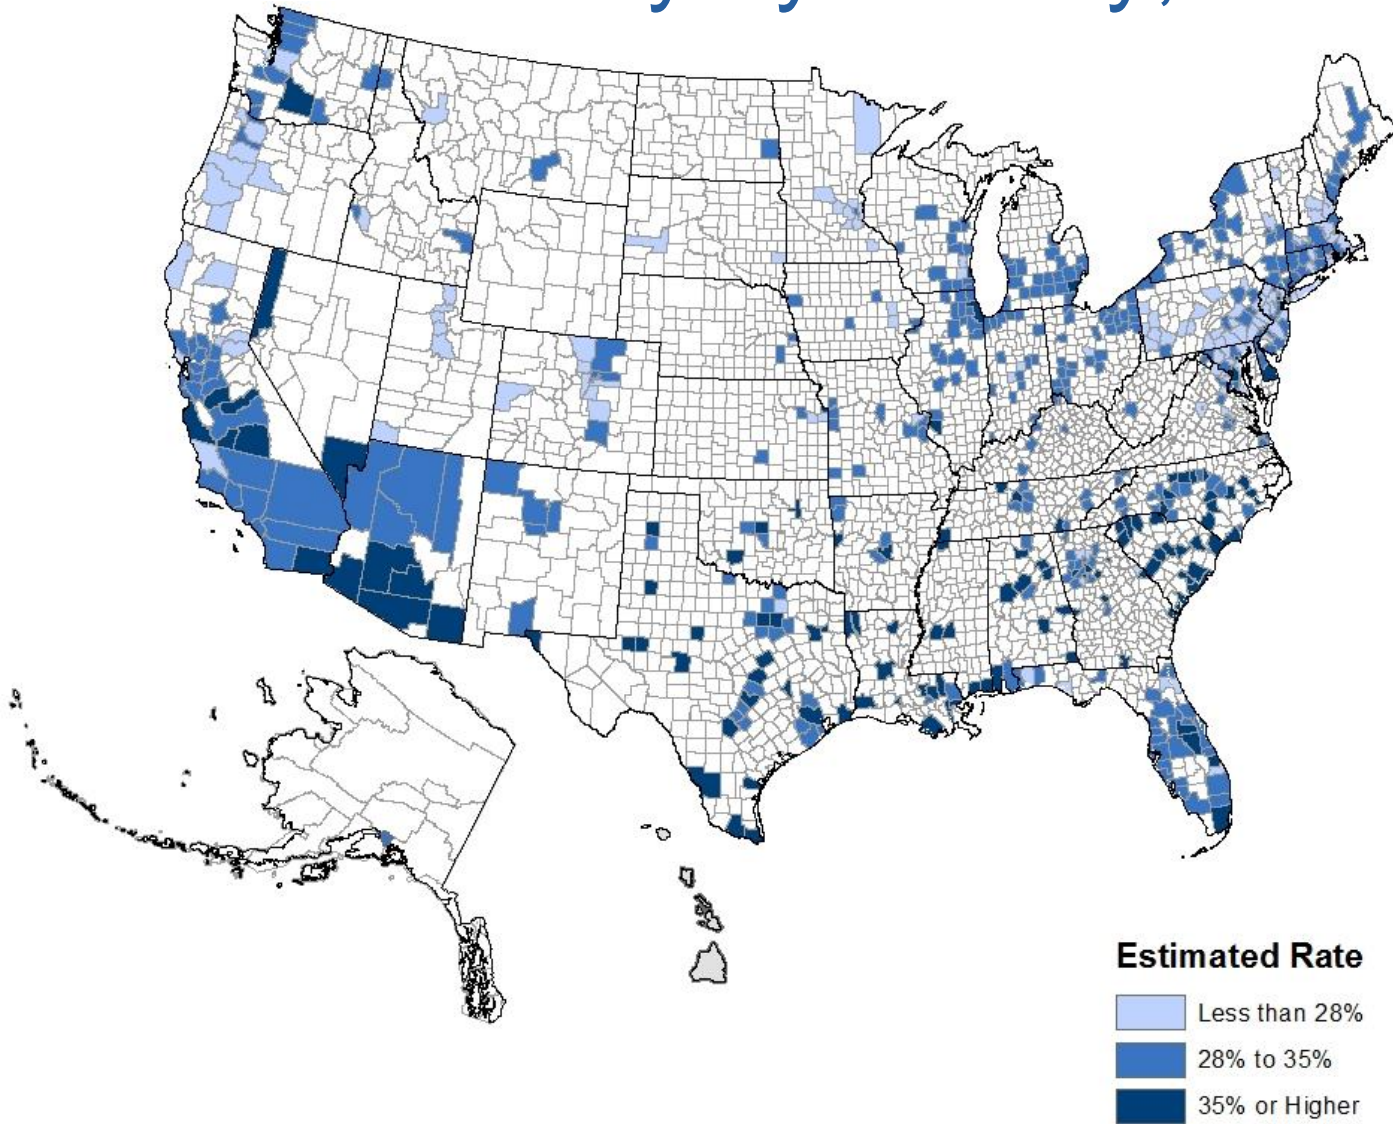 Estimated Rate
Less than 28%
28% to 35%
35% or Higher